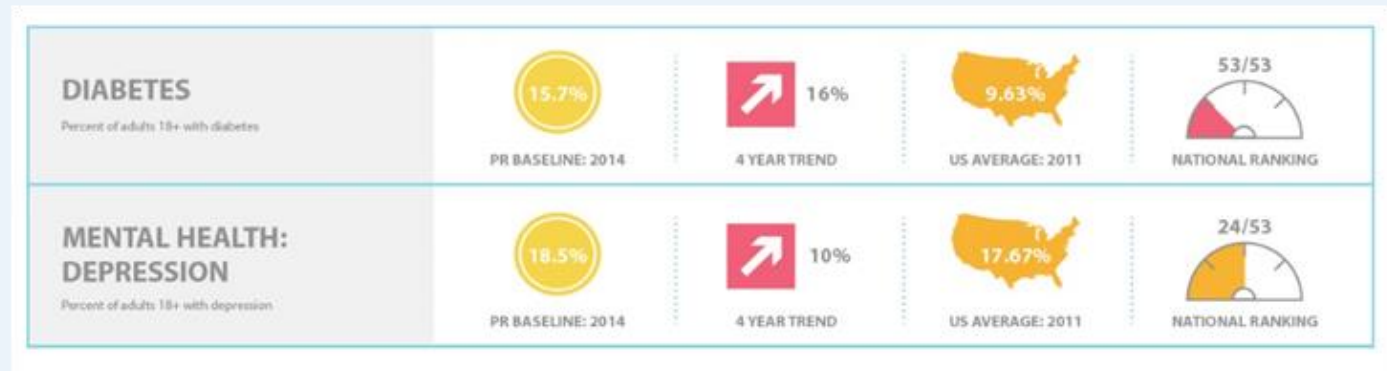 DIABETES
Percent of adults 18+ with diabetes
15.7%
PR BASELINE: 2014
16%
4 YEAR TREND
9.63%
US AVERAGE: 2011
53/53
NATIONAL RANKING
MENTAL HEALTH:
DEPRESSION
Percent of adults 18+ with depression
18.5%
PR BASELINE: 2014
10%
4 YEAR TREND
17.67%
US AVERAGE: 2011
24/53
NATIONAL RANKING